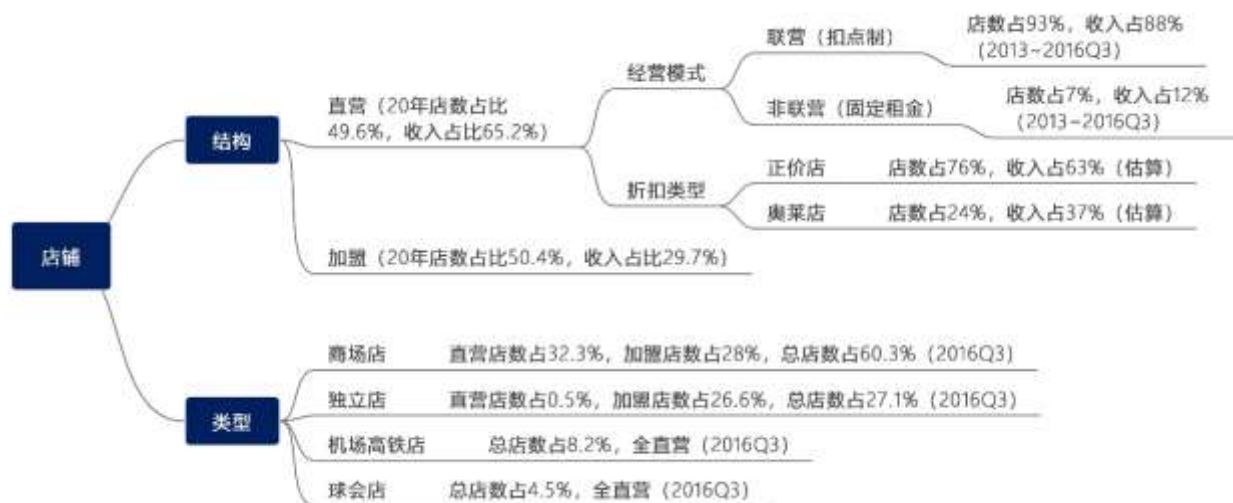 店铺
结构
直营（20年店数占比
49.6%，收入占比65.2%）
经营模式
联营（扣点制）
店数占93%，收入占88%
（2013~2016Q3）
非联营（固定租金）
店数占7%，收入占12%
（2013~2016Q3）
折扣类型
正价店
店数占76%，收入占63%（估算）
奥莱店
店数占24%，收入占37%（估算）
加盟（20年店数占比50.4%，收入占比29.7%）
类型
商场店
直营店数占32.3%，加盟店数占28%，总店数占60.3%（2016Q3）
独立店
直营店数占0.5%，加盟店数占26.6%，总店数占27.1%（2016Q3）
机场高铁店
总店数占8.2%，全直营（2016Q3）
球会店
总店数占4.5%，全直营（2016Q3）